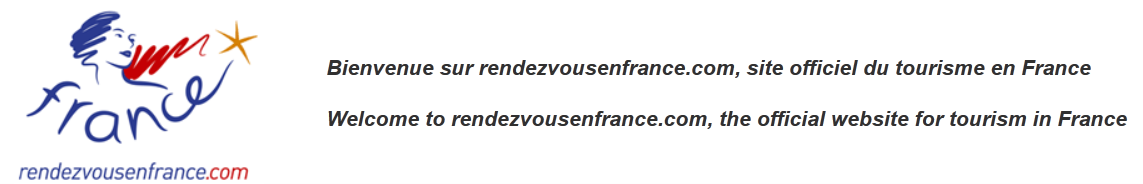 france
rendezvousenfrance.com
Bienvenue sur rendezvousenfrance.com, site officiel du tourisme en France
Welcome to rendezvousenfrance.com, the official website for tourism in France